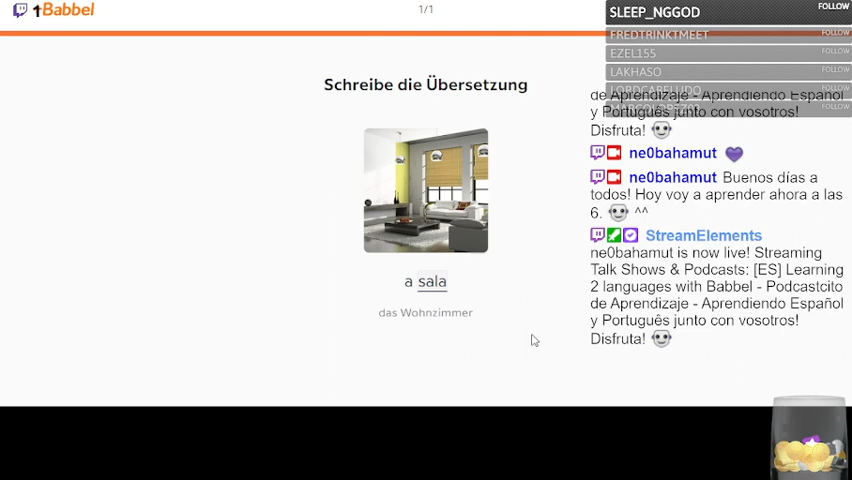 Babbel
1/1
Schreibe die Übersetzung
a sala
das Wohnzimmer
SLEEP_NGGOD
FOLLOW
FREDTRINKTMEET
FOLLOW
EZEL155
FOLLOW
LAKHASO
FOLLOW
LORDCABELUDO
FOLLOW
FOLLOW
de Aprendizaje - Aprendiendo Español
y Portugués junto con vosotros!
Disfruta!
ne0bahamut
ne0bahamut Buenos días a
todos! Hoy voy a aprender ahora a las
6. ^^
StreamElements
ne0bahamut is now live! Streaming
Talk Shows & Podcasts: [ES] Learning
2 languages with Babbel - Podcastcito
de Aprendizaje - Aprendiendo Español
y Portugués junto con vosotros!
Disfruta!